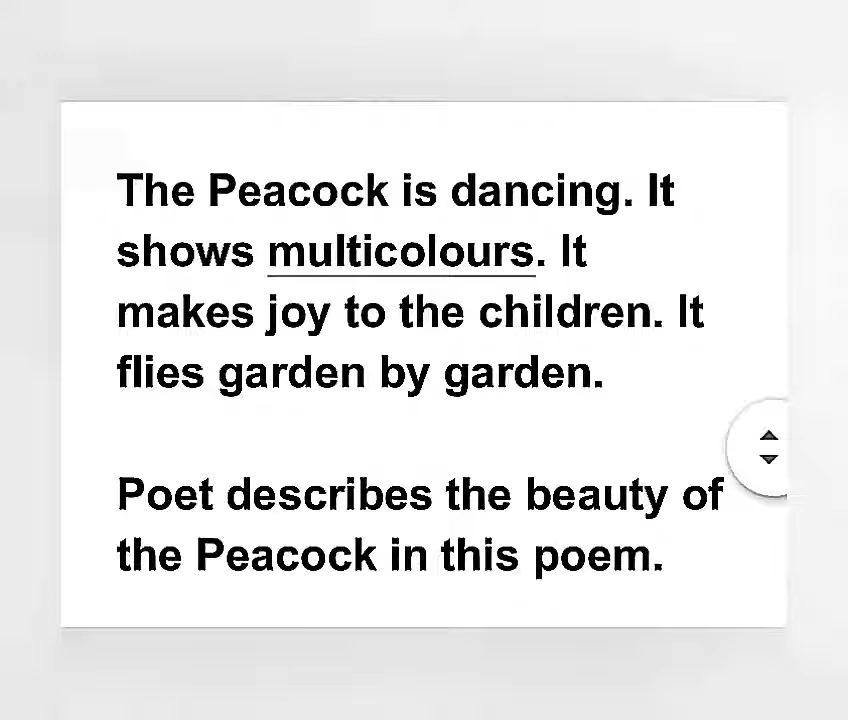 The Peacock is dancing. It
shows multicolours. It
makes joy to the children. It
flies garden by garden.
Poet describes the beauty of
the Peacock in this poem.